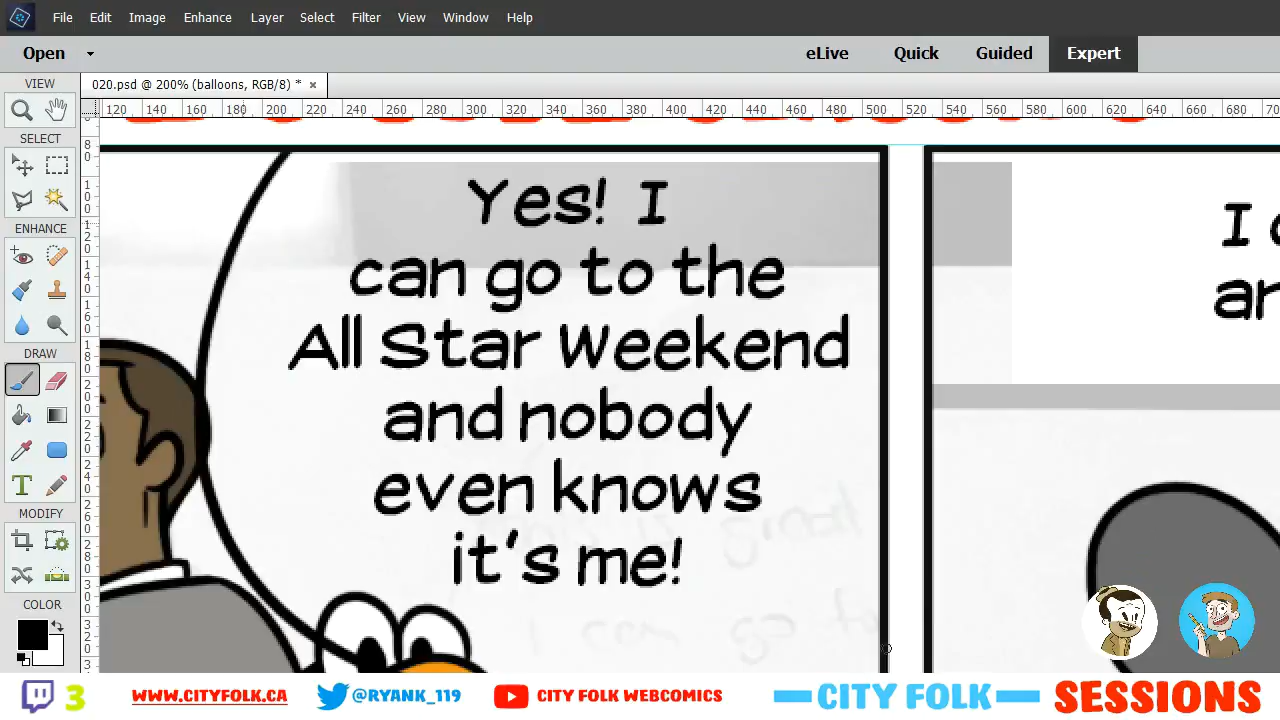 File Edit Image Enhance Layer Select Filter View Window Help
Open eLive Quick Guided Expert
VIEW 020.psd @ 200% (balloons, RGB/8) * ×
120 140 160 180 200 220 240 260 280 300 320 340 360 380 400 420 440 460 480 500 520 540 560 580 600 620 640 660 680
SELECT
ENHANCE
DRAW
MODIFY
COLOR
Yes! I
can go to the
All Star Weekend
and nobody
even knows
it's me!
I
can go to
3 WWW.CITYFOLK.CA @RYANK_119 CITY FOLK WEBCOMICS CITY FOLK SESSIONS